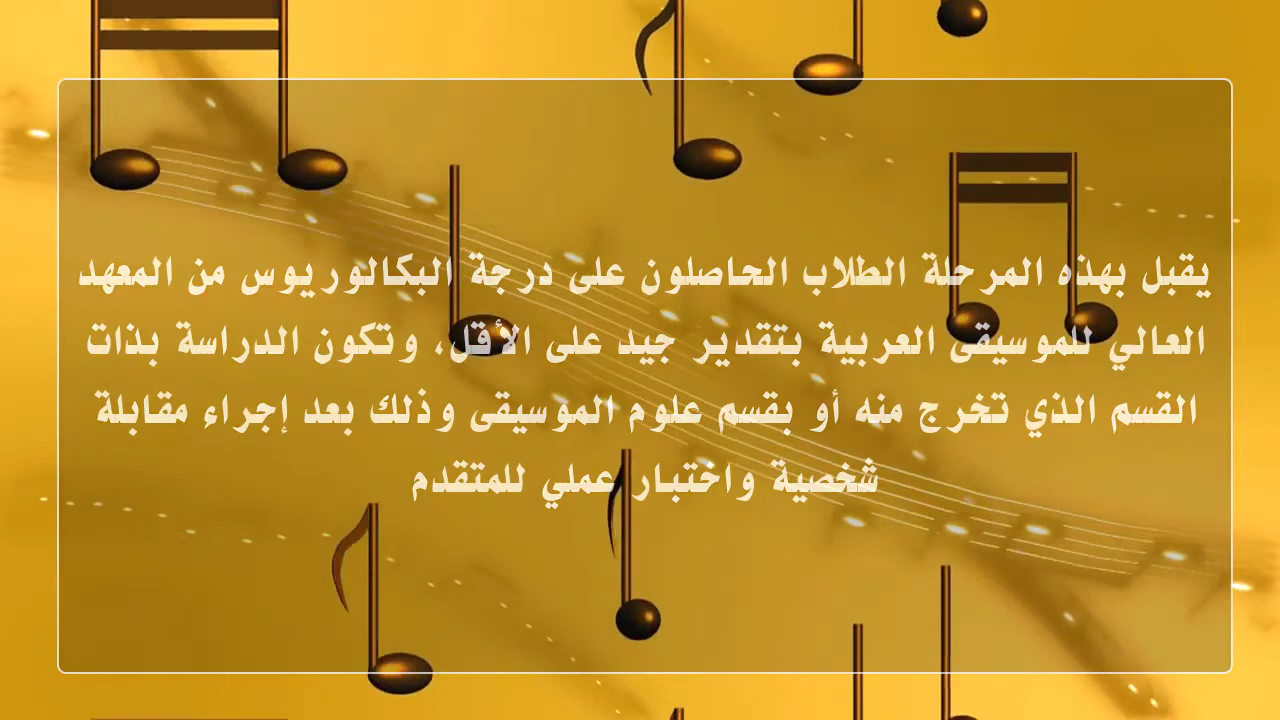 يقبل بهذه المرحلة الطلاب الحاصلون على درجة البكالوريوس من المعهد
العالي للموسيقى العربية بتقدير جيد على الأقل، وتكون الدراسة بذات
القسم الذي تخرج منه أو بقسم علوم الموسيقى وذلك بعد إجراء مقابلة
شخصية واختبار عملي للمتقدم